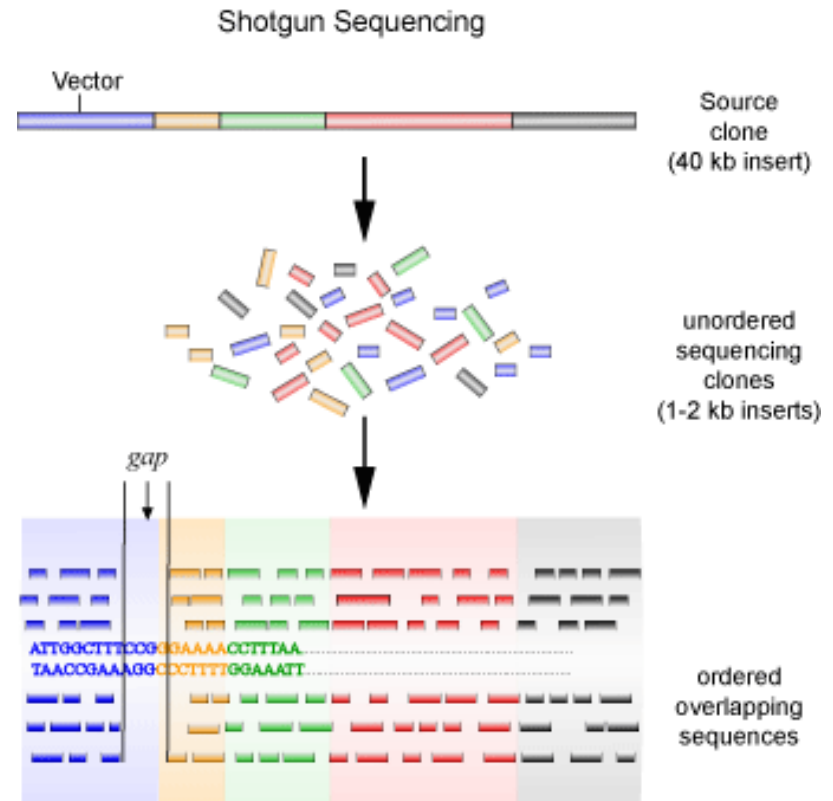 Shotgun Sequencing
Vector
Source
clone
(40 kb insert)
unordered
sequencing
clones
(1-2 kb inserts)
gap
ATTGGCTTTCCGGGAAAACCTTTAA
TAACCGAAAGGCCCTTTTGGAAATT
ordered
overlapping
sequences